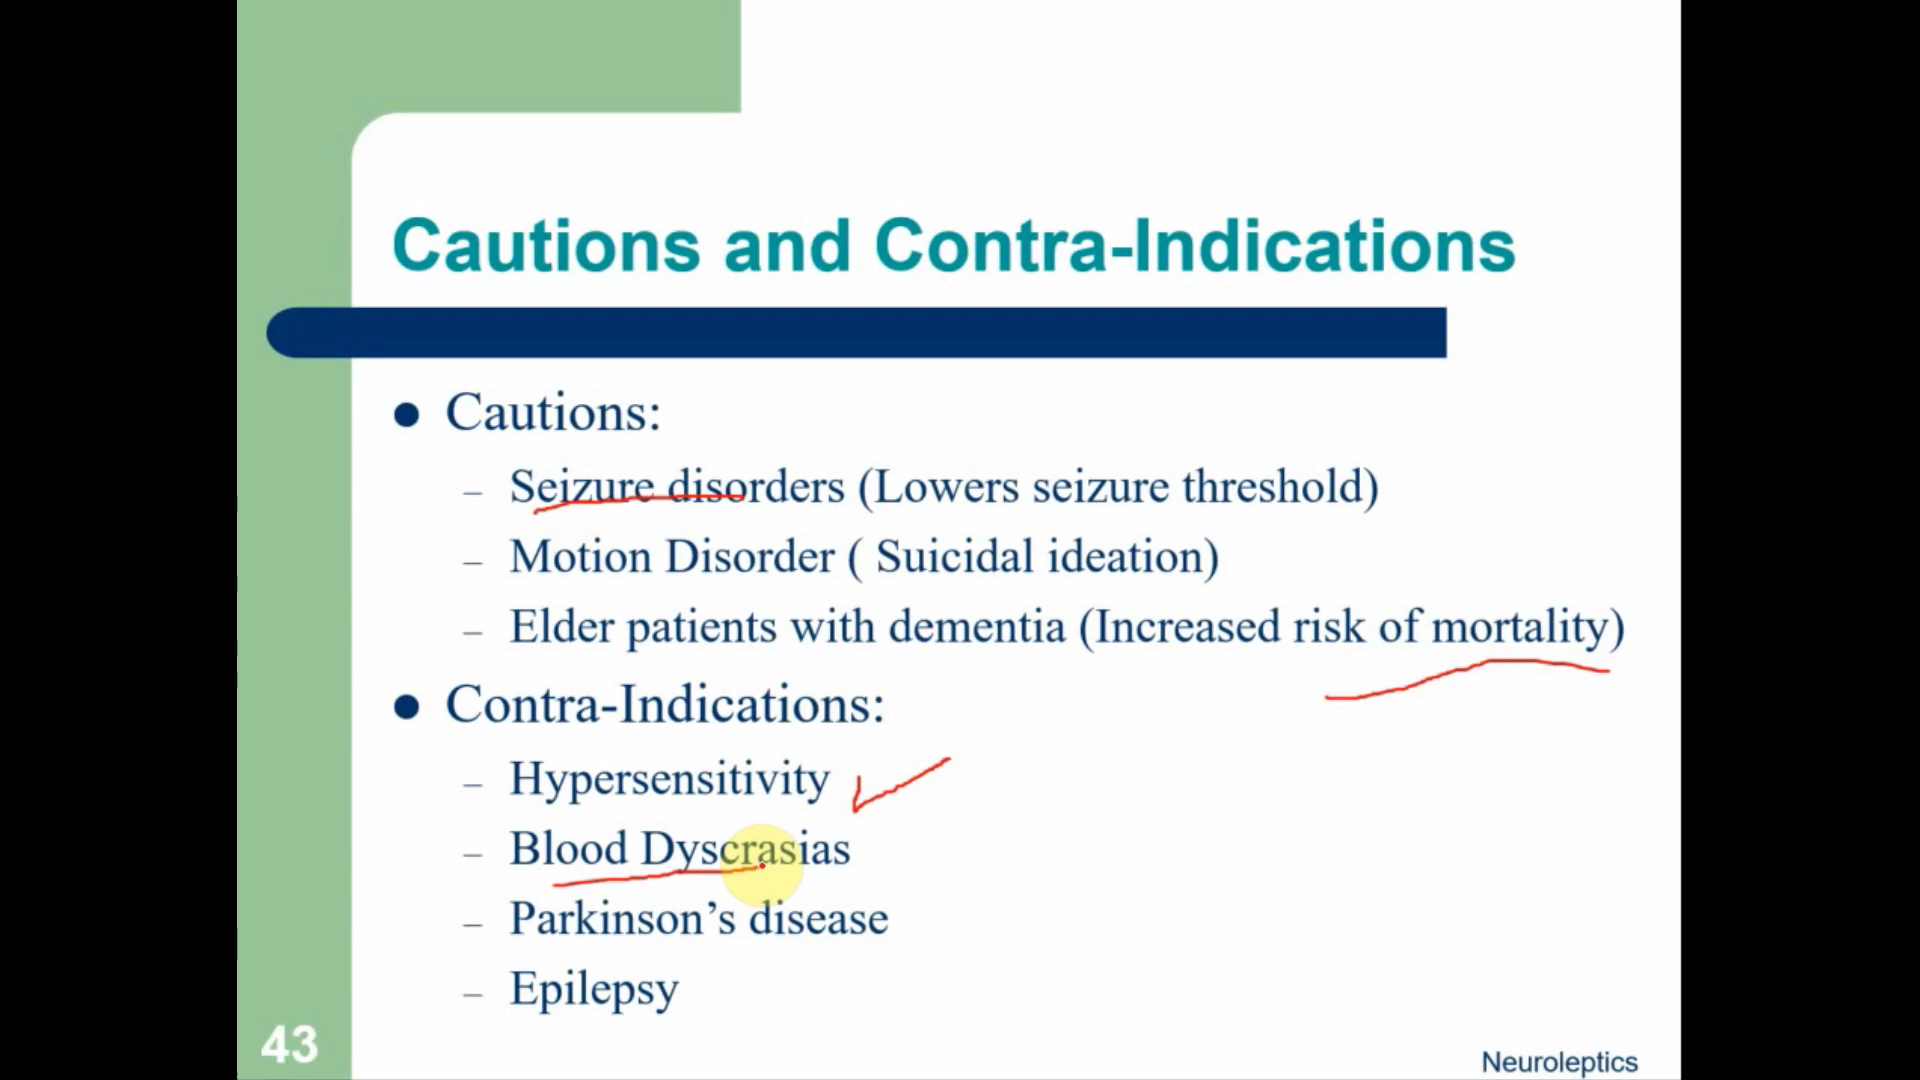 Cautions and Contra-Indications
● Cautions:
– Seizure disorders (Lowers seizure threshold)
– Motion Disorder ( Suicidal ideation)
– Elder patients with dementia (Increased risk of mortality)
● Contra-Indications:
– Hypersensitivity
– Blood Dyscrasias
– Parkinson’s disease
– Epilepsy
43
Neuroleptics